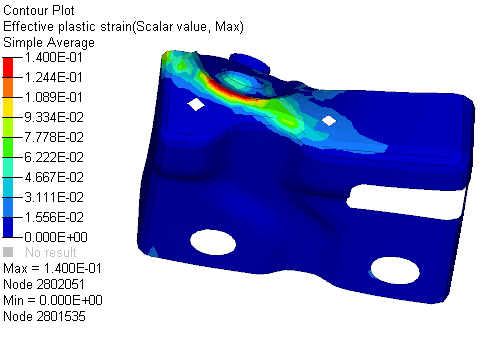 Contour Plot
Effective plastic strain(Scalar value, Max)
Simple Average
1.400E-01
1.244E-01
1.089E-01
9.334E-02
7.778E-02
6.222E-02
4.667E-02
3.111E-02
1.556E-02
0.000E+00
No result
Max = 1.400E-01
Node 2802051
Min = 0.000E+00
Node 2801535